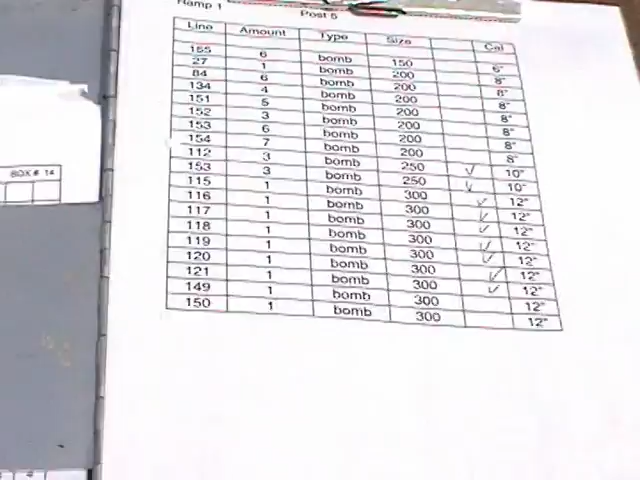 Ramp 1
Post 5
Line Amount Type Size Cal
155 6 bomb 150 6"
27 1 bomb 200 8"
84 6 bomb 200 8"
134 4 bomb 200 8"
151 5 bomb 200 8"
152 3 bomb 200 8"
153 6 bomb 200 8"
154 7 bomb 200 8"
112 3 bomb 250 ✓ 10"
153 3 bomb 250 ✓ 10"
115 1 bomb 300 ✓ 12"
116 1 bomb 300 ✓ 12"
117 1 bomb 300 ✓ 12"
118 1 bomb 300 ✓ 12"
119 1 bomb 300 ✓ 12"
120 1 bomb 300 ✓ 12"
121 1 bomb 300 ✓ 12"
149 1 bomb 300 12"
150 1 bomb 300 12"
BOX # 14